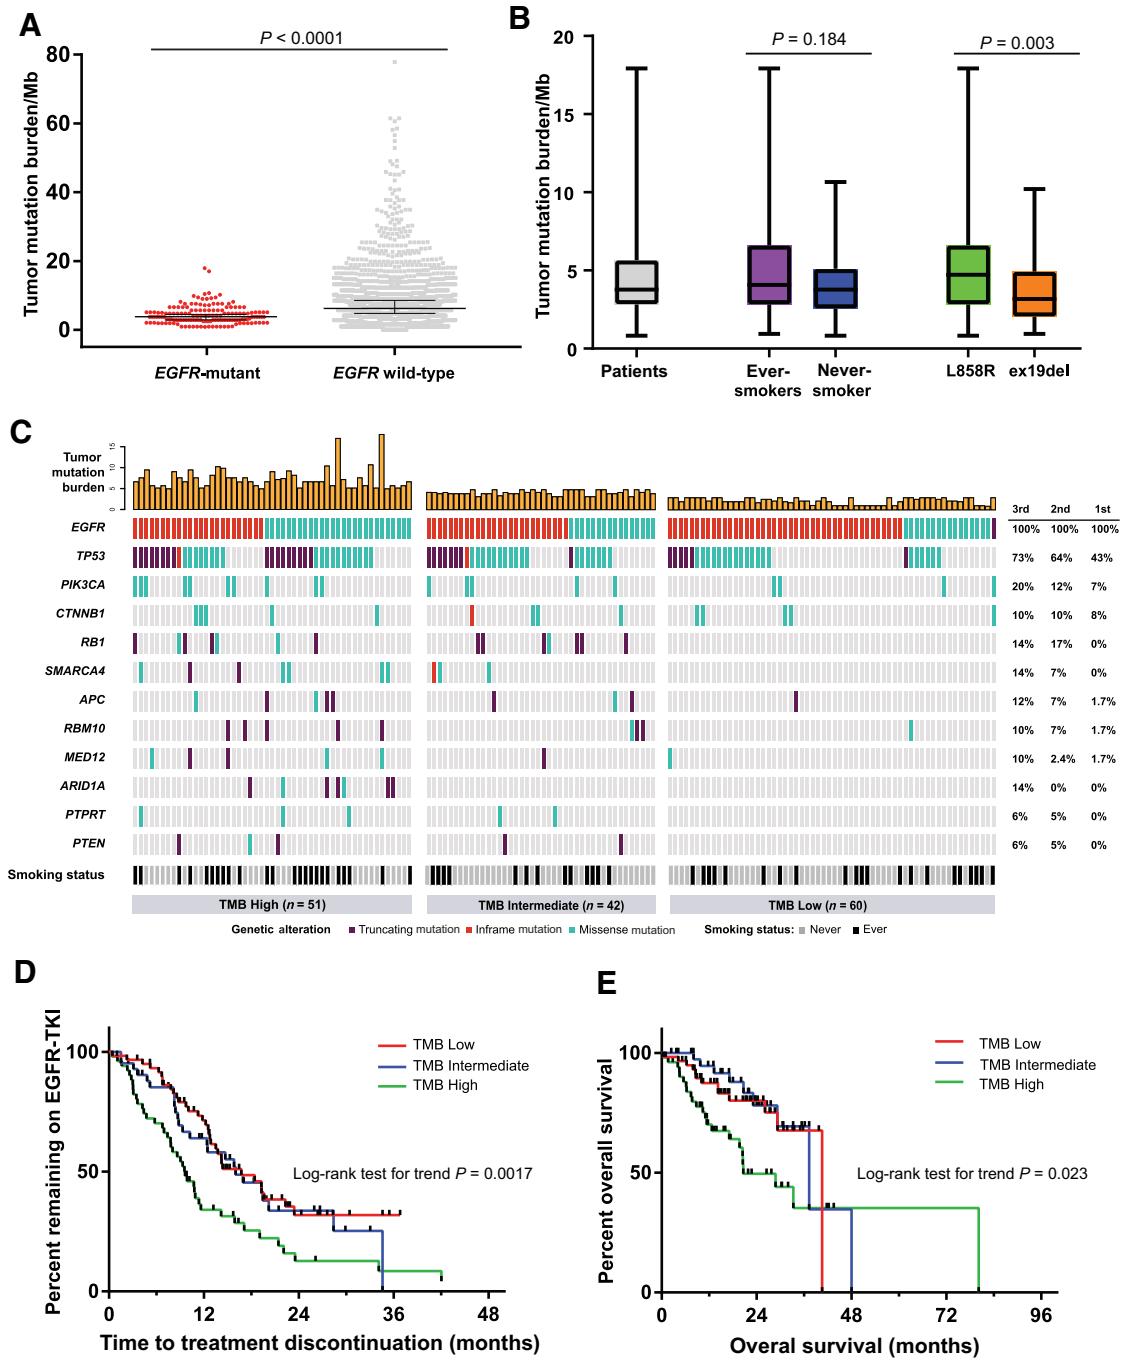 A
P < 0.0001
Tumor mutation burden/Mb
80
60
40
20
0
EGFR-mutant
EGFR wild-type
B
P = 0.184
P = 0.003
Tumor mutation burden/Mb
20
15
10
5
0
Patients
Ever-
smokers
Never-
smoker
L858R
ex19del
C
Tumor
mutation
burden
15
10
5
0
3rd 2nd 1st
EGFR 100% 100% 100%
TP53 73% 64% 43%
PIK3CA 20% 12% 7%
CTNNB1 10% 10% 8%
RB1 14% 17% 0%
SMARCA4 14% 7% 0%
APC 12% 7% 1.7%
RBM10 10% 7% 1.7%
MED12 10% 2.4% 1.7%
ARID1A 14% 0% 0%
PTPRT 6% 5% 0%
PTEN 6% 5% 0%
Smoking status
TMB High (n = 51)
TMB Intermediate (n = 42)
TMB Low (n = 60)
Genetic alteration Truncating mutation Inframe mutation Missense mutation Smoking status: Never Ever
D
Percent remaining on EGFR-TKI
100
50
0
TMB Low
TMB Intermediate
TMB High
Log-rank test for trend P = 0.0017
0 12 24 36 48
Time to treatment discontinuation (months)
E
Percent overall survival
100
50
0
TMB Low
TMB Intermediate
TMB High
Log-rank test for trend P = 0.023
0 24 48 72 96
Overal survival (months)